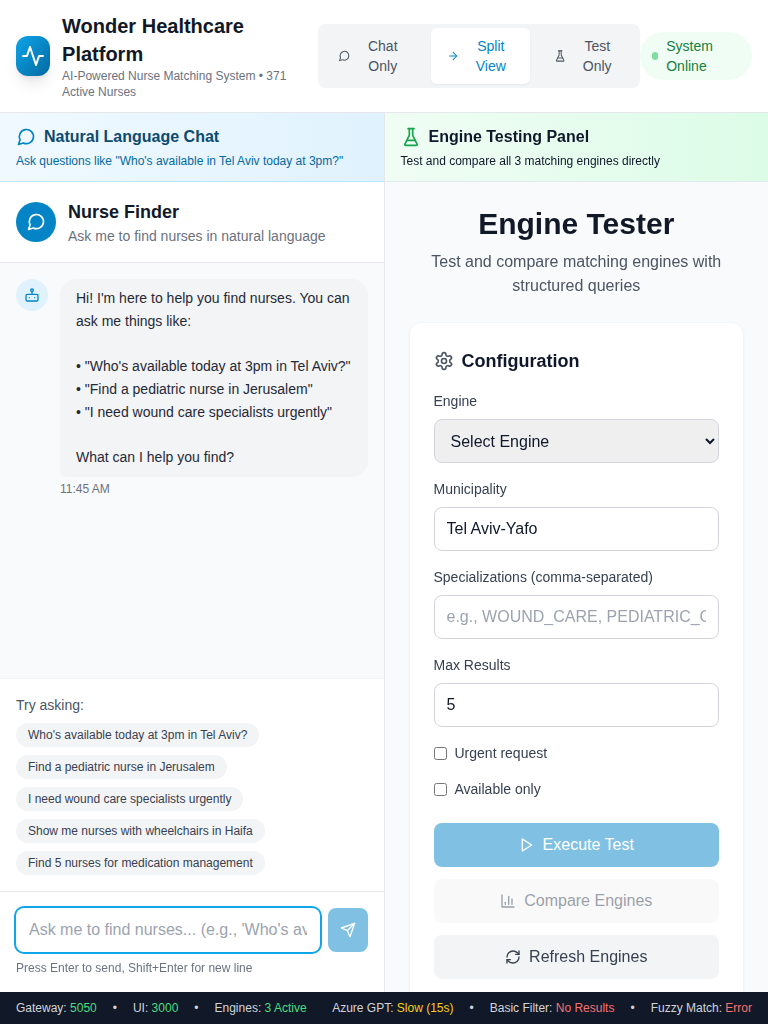 Wonder Healthcare
Platform
AI-Powered Nurse Matching System • 371
Active Nurses
Chat
Only
Split
View
Test
Only
System
Online
Natural Language Chat
Ask questions like "Who's available in Tel Aviv today at 3pm?"
Engine Testing Panel
Test and compare all 3 matching engines directly
Nurse Finder
Ask me to find nurses in natural language
Hi! I'm here to help you find nurses. You can
ask me things like:
• "Who's available today at 3pm in Tel Aviv?"
• "Find a pediatric nurse in Jerusalem"
• "I need wound care specialists urgently"
What can I help you find?
11:45 AM
Try asking:
Who's available today at 3pm in Tel Aviv?
Find a pediatric nurse in Jerusalem
I need wound care specialists urgently
Show me nurses with wheelchairs in Haifa
Find 5 nurses for medication management
Ask me to find nurses... (e.g., 'Who's av
Press Enter to send, Shift+Enter for new line
Engine Tester
Test and compare matching engines with
structured queries
Configuration
Engine
Select Engine
Municipality
Tel Aviv-Yafo
Specializations (comma-separated)
e.g., WOUND_CARE, PEDIATRIC_C
Max Results
5
Urgent request
Available only
Execute Test
Compare Engines
Refresh Engines
Gateway: 5050 • UI: 3000 • Engines: 3 Active Azure GPT: Slow (15s) • Basic Filter: No Results • Fuzzy Match: Error